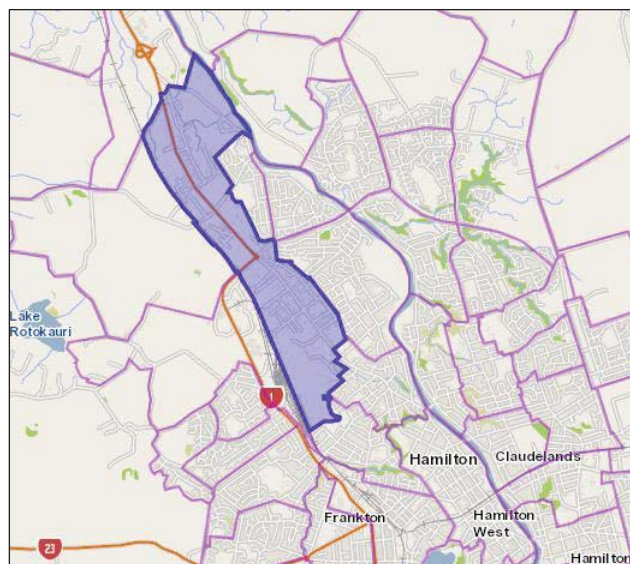 Lake
Rotokauri
1
Hamilton
Claudelands
Frankton
Hamilton
West
23
Hamilton